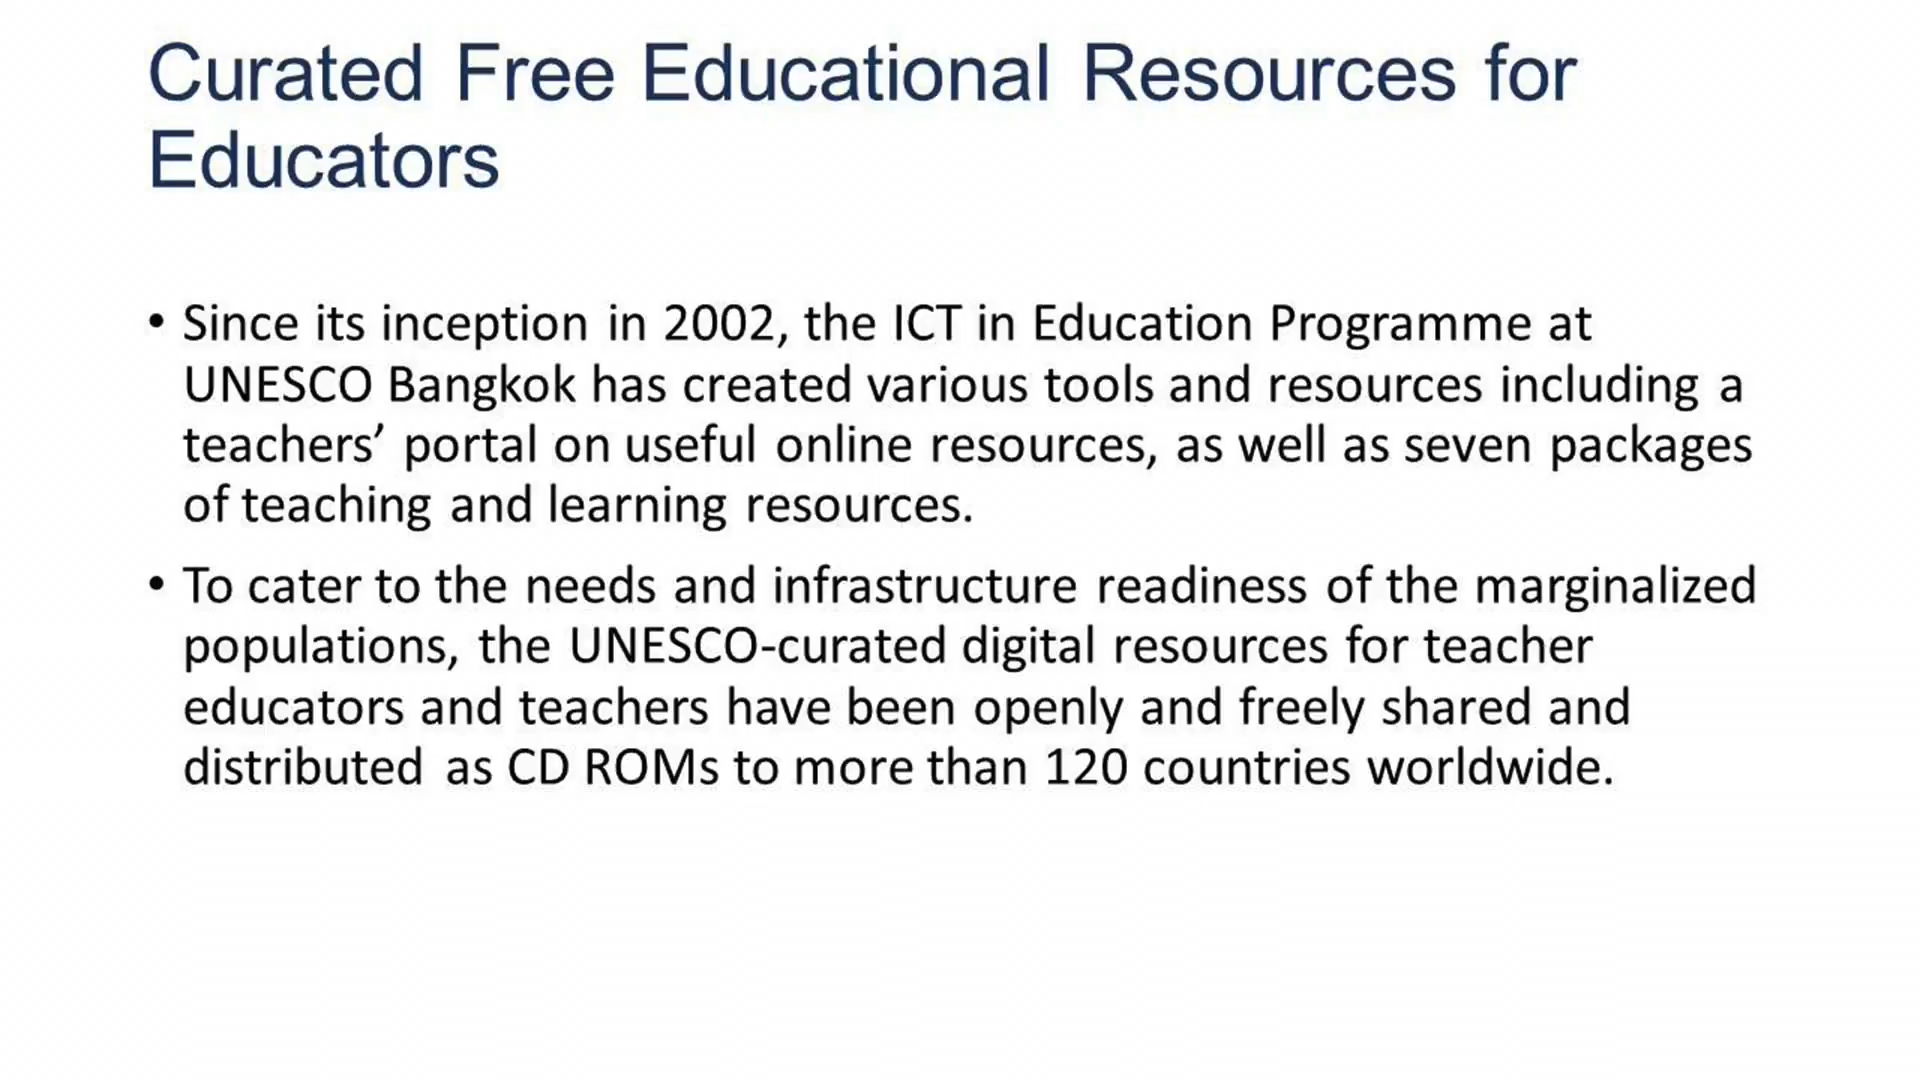 Curated Free Educational Resources for
Educators
• Since its inception in 2002, the ICT in Education Programme at
UNESCO Bangkok has created various tools and resources including a
teachers’ portal on useful online resources, as well as seven packages
of teaching and learning resources.
• To cater to the needs and infrastructure readiness of the marginalized
populations, the UNESCO-curated digital resources for teacher
educators and teachers have been openly and freely shared and
distributed as CD ROMs to more than 120 countries worldwide.